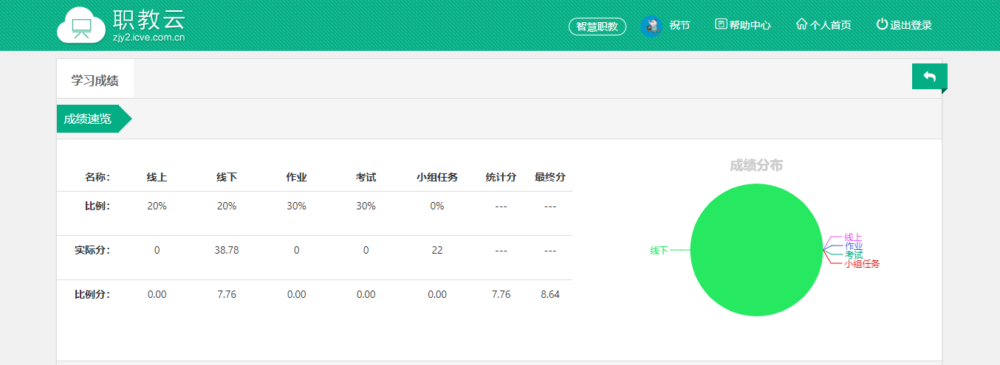 职教云
zjy2.icve.com.cn
智慧职教 祝节 帮助中心 个人首页 退出登录
学习成绩
成绩速览
名称： 线上 线下 作业 考试 小组任务 统计分 最终分
比例： 20% 20% 30% 30% 0% --- ---
实际分： 0 38.78 0 0 22 --- ---
比例分： 0.00 7.76 0.00 0.00 0.00 7.76 8.64
成绩分布
线下
线上
作业
考试
小组任务